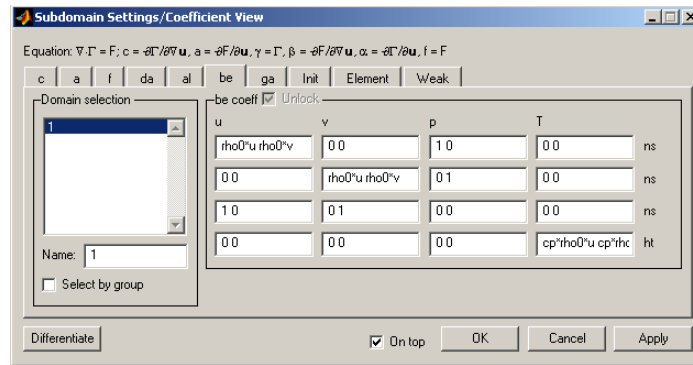 Subdomain Settings/Coefficient View
Equation: ∇·Γ = F; c = -∂Γ/∂∇u, a = -∂F/∂u, γ = Γ, β = -∂F/∂∇u, α = -∂Γ/∂u, f = F
c a f da al be ga Init Element Weak
Domain selection
1
Name: 1
Select by group
be coeff Unlock
u v p T
rho0*u rho0*v 0 0 1 0 0 0 ns
0 0 rho0*u rho0*v 0 1 0 0 ns
1 0 0 1 0 0 0 0 ns
0 0 0 0 0 0 cp*rho0*u cp*rho ht
Differentiate On top OK Cancel Apply